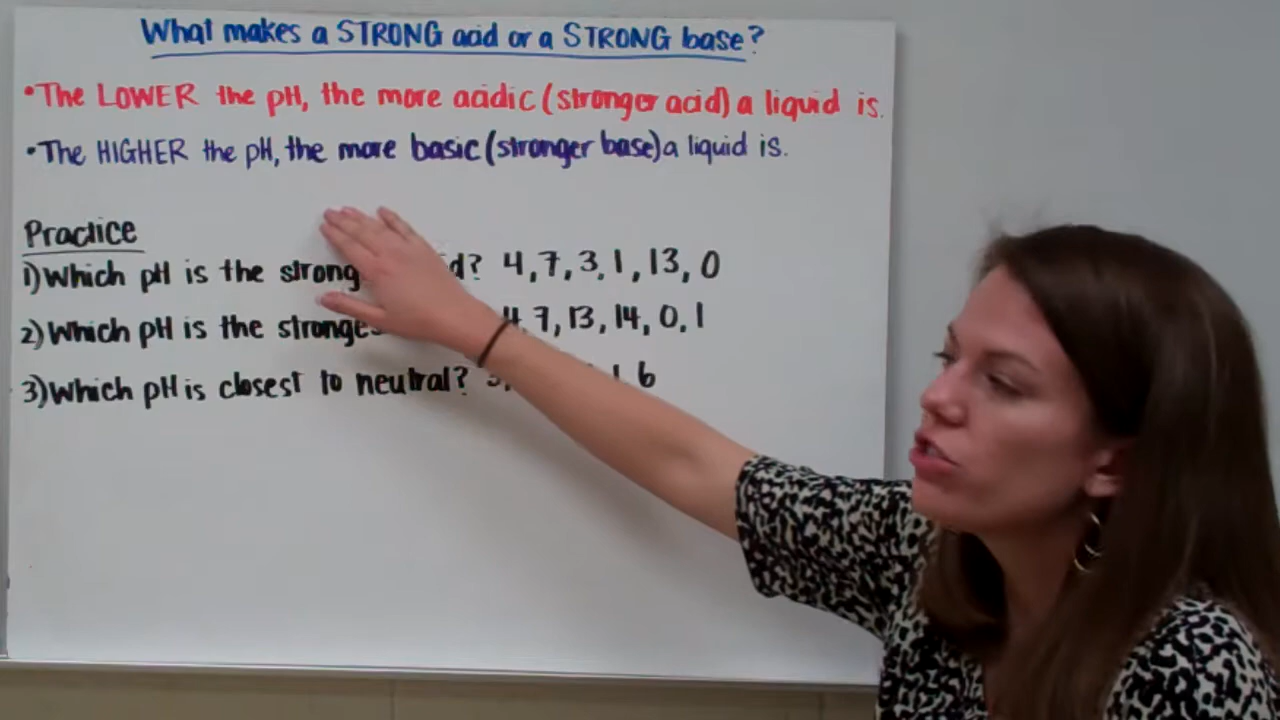 What makes a STRONG acid or a STRONG base?
•The LOWER the pH, the more acidic (stronger acid) a liquid is.
•The HIGHER the pH, the more basic (stronger base) a liquid is.
Practice
1) Which pH is the strong d? 4, 7, 3, 1, 13, 0
2) Which pH is the stronges 4, 7, 13, 14, 0, 1
3) Which pH is closest to neutral? 6